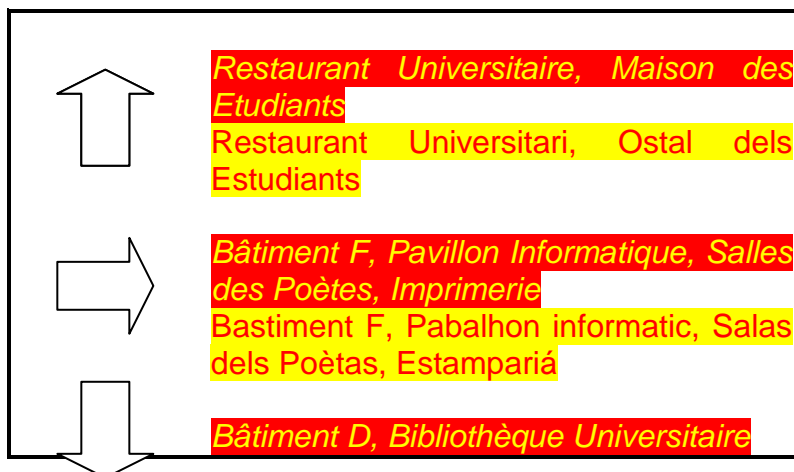 Restaurant Universitaire, Maison des
Etudiants
Restaurant Universitari, Ostal dels
Estudiants
Bâtiment F, Pavillon Informatique, Salles
des Poètes, Imprimerie
Bastiment F, Pabalhon informatic, Salas
dels Poètas, Estampariá
Bâtiment D, Bibliothèque Universitaire